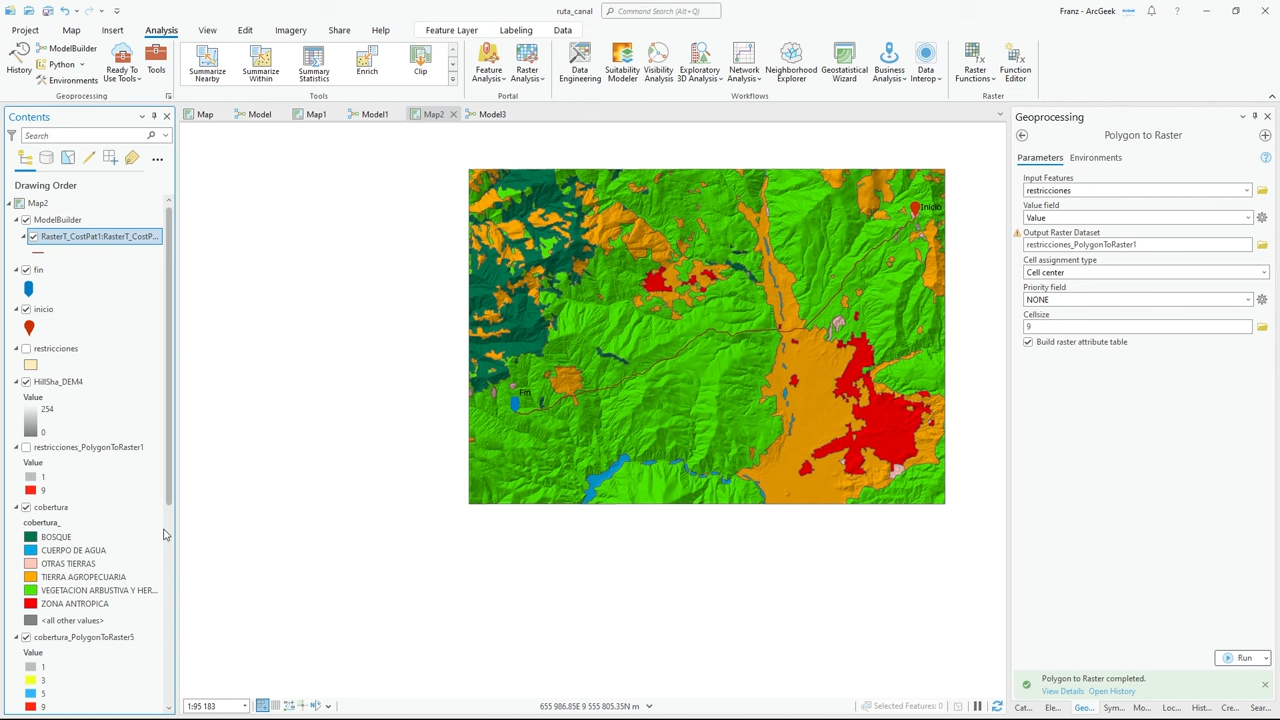 ruta_canal
Command Search (Alt+Q)
Franz - ArcGeek
Project
Map
Insert
Analysis
View
Edit
Imagery
Share
Help
Feature Layer
Labeling
Data
History
ModelBuilder
Python
Environments
Ready To Use Tools
Tools
Summarize Nearby
Summarize Within
Summary Statistics
Enrich
Clip
Feature Analysis
Raster Analysis
Data Engineering
Suitability Modeler
Visibility Analysis
Exploratory 3D Analysis
Network Analysis
Neighborhood Explorer
Geostatistical Wizard
Business Analysis
Data Interop
Raster Functions
Function Editor
Geoprocessing
Tools
Portal
Workflows
Raster
Contents
Search
Drawing Order
Map2
ModelBuilder
RasterT_CostPat1:RasterT_CostP...
fin
inicio
restricciones
HillSha_DEM4
Value
254
0
restricciones_PolygonToRaster1
Value
1
9
cobertura
cobertura_
BOSQUE
CUERPO DE AGUA
OTRAS TIERRAS
TIERRA AGROPECUARIA
VEGETACION ARBUSTIVA Y HER...
ZONA ANTROPICA
<all other values>
cobertura_PolygonToRaster5
Value
1
3
5
9
Map
Model
Map1
Model1
Map2
Model3
Inicio
Fin
1:95 183
655 986.85E 9 555 805.35N m
Selected Features: 0
Geoprocessing
Polygon to Raster
Parameters
Environments
Input Features
restricciones
Value field
Value
Output Raster Dataset
restricciones_PolygonToRaster1
Cell assignment type
Cell center
Priority field
NONE
Cellsize
9
Build raster attribute table
Run
Polygon to Raster completed.
View Details
Open History
Cat...
Ele...
Geo...
Sym...
Mo...
Loc...
Hist...
Cre...
Sear...